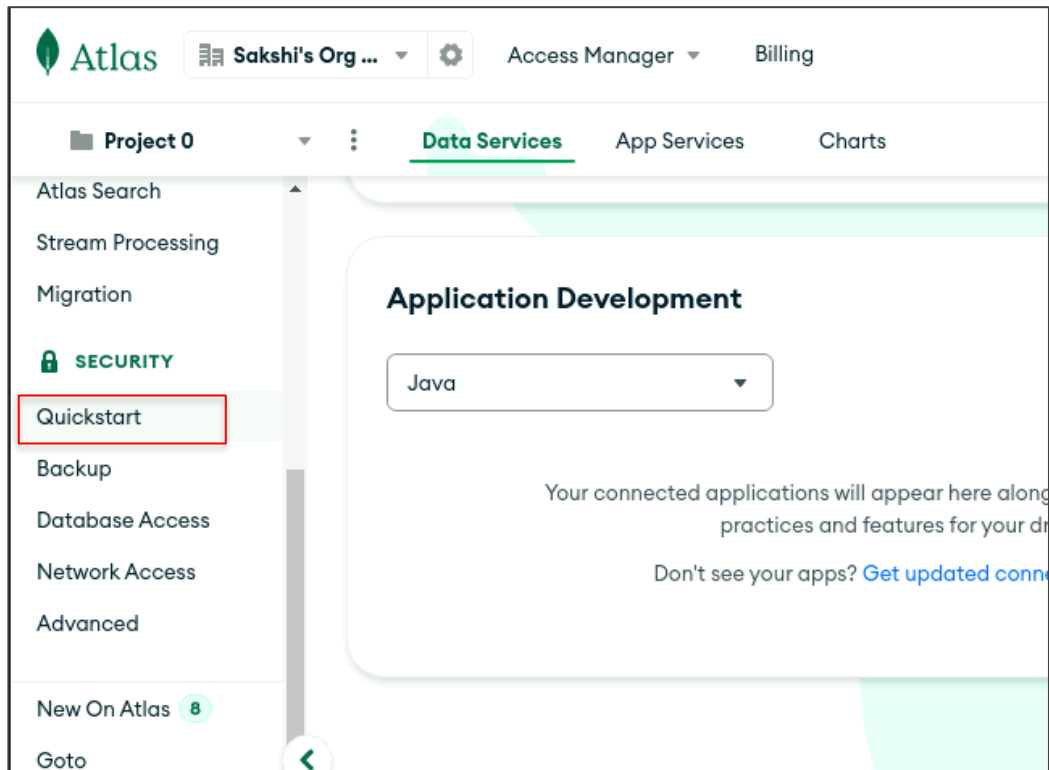 Atlas Sakshi's Org ... Access Manager Billing
Project 0 Data Services App Services Charts
Atlas Search
Stream Processing
Migration
SECURITY
Quickstart
Backup
Database Access
Network Access
Advanced
New On Atlas 8
Goto
Application Development
Java
Your connected applications will appear here along
practices and features for your
Don't see your apps? Get updated